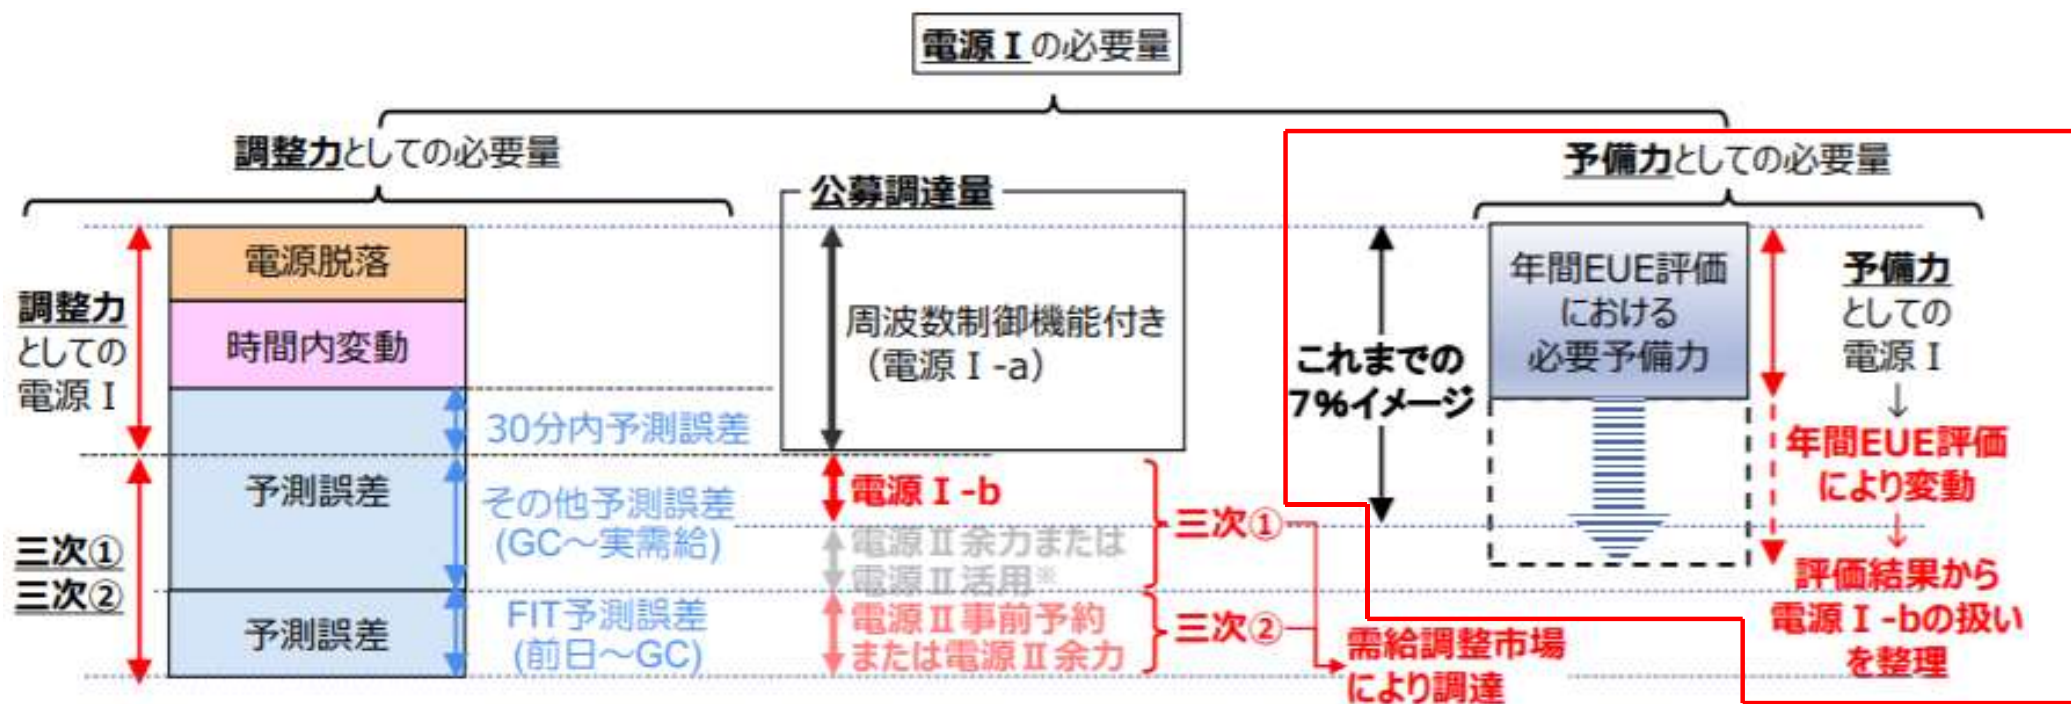 電源Ⅰの必要量
調整力としての必要量
予備力としての必要量
公募調達量
調整力
としての
電源Ⅰ
三次①
三次②
電源脱落
時間内変動
予測誤差
予測誤差
30分内予測誤差
その他予測誤差
(GC～実需給)
FIT予測誤差
(前日～GC)
周波数制御機能付き
（電源Ⅰ-a）
電源Ⅰ-b
電源Ⅱ余力または
電源Ⅱ活用※
電源Ⅱ事前予約
または電源Ⅱ余力
三次①
三次②
需給調整市場
により調達
これまでの
7%イメージ
年間EUE評価
における
必要予備力
予備力
としての
電源Ⅰ
↓
年間EUE評価
により変動
↓
評価結果から
電源Ⅰ-bの扱い
を整理